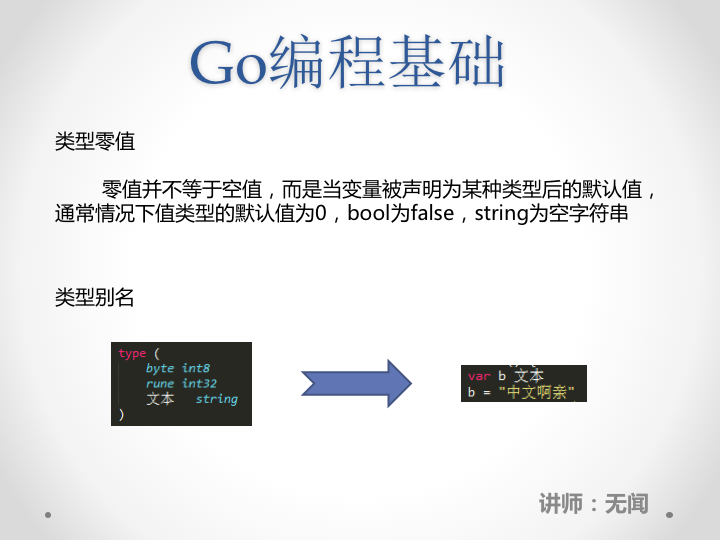 Go编程基础
类型零值
零值并不等于空值，而是当变量被声明为某种类型后的默认值，
通常情况下值类型的默认值为0，bool为false，string为空字符串
类型别名
type (
byte int8
rune int32
文本 string
)
var b 文本
b = "中文啊亲"
讲师：无闻